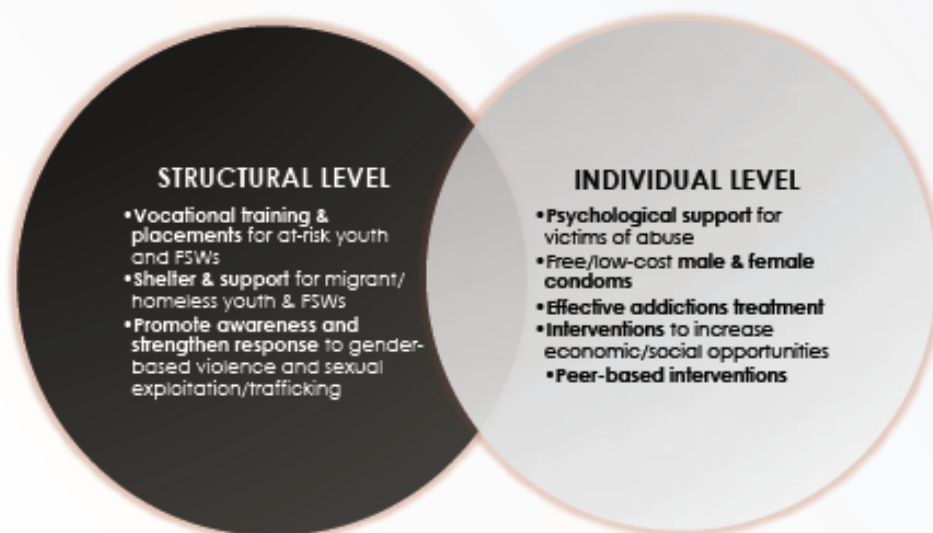 STRUCTURAL LEVEL
•Vocational training &
placements for at-risk youth
and FSWs
•Shelter & support for migrant/
homeless youth & FSWs
•Promote awareness and
strengthen response to gender-
based violence and sexual
exploitation/trafficking
INDIVIDUAL LEVEL
•Psychological support for
victims of abuse
•Free/low-cost male & female
condoms
•Effective addictions treatment
•Interventions to increase
economic/social opportunities
•Peer-based interventions